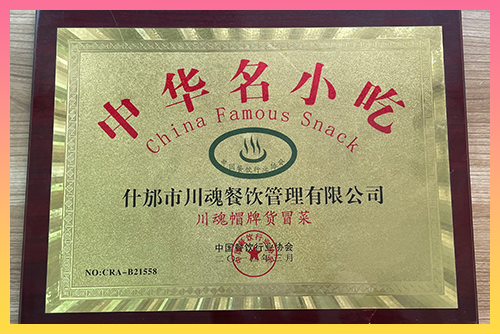 中华名小吃
China Famous Snack
什邡市川魂餐饮管理有限公司
川魂帽牌货冒菜
中国餐饮行业协会
三月
NO:CRA-B21558